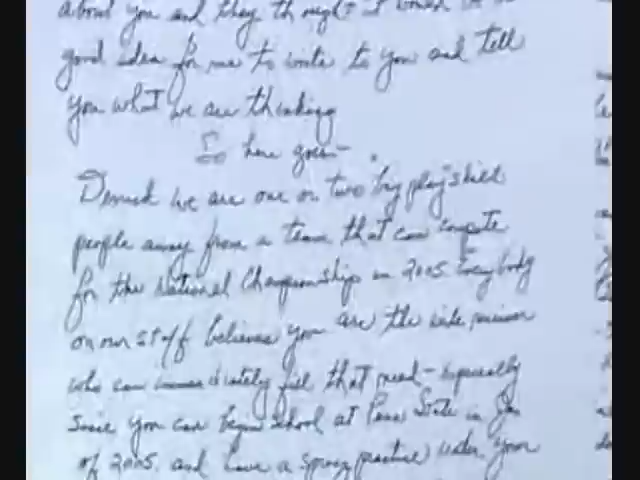 about you and they thought it would be a
good idea for me to write to you and tell
you what we are thinking
So here goes-
Derrick we are one or two "big play" skill
people away from a team that can compete
for the National Championship in 2005. Everybody
on our staff believes you are the wide receiver
who can immediately fill that need - especially
since you can begin school at Penn State in Jan
of 2005. and have a spring practice under your